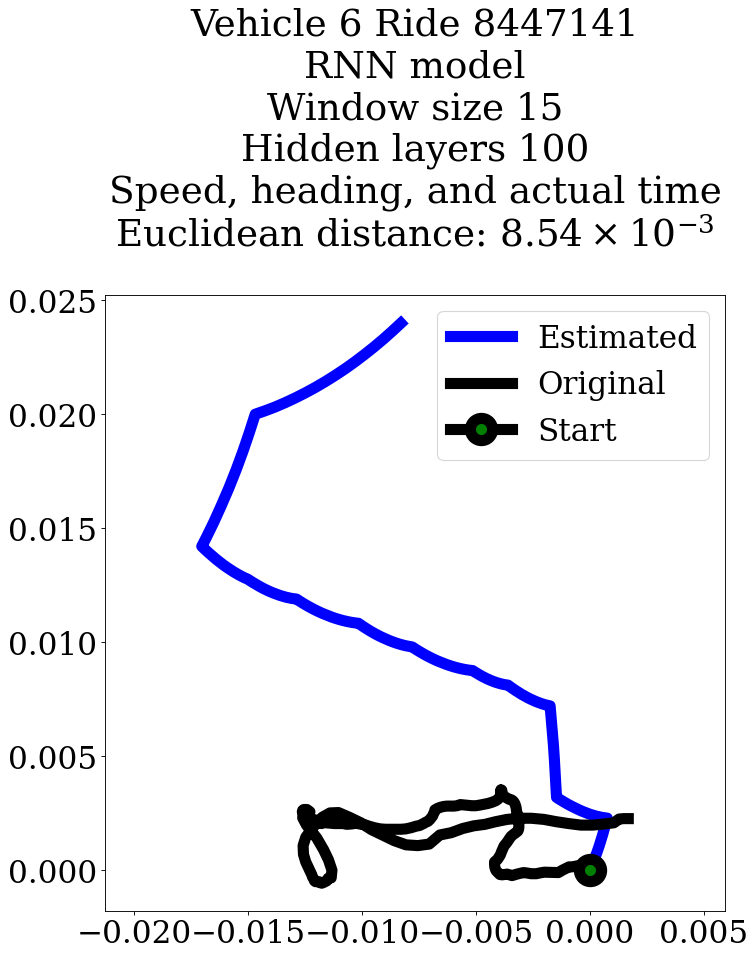 Vehicle 6 Ride 8447141
RNN model
Window size 15
Hidden layers 100
Speed, heading, and actual time
Euclidean distance: 8.54 × 10⁻³
0.025
0.020
0.015
0.010
0.005
0.000
Estimated
Original
Start
−0.020 −0.015 −0.010 −0.005 0.000 0.005